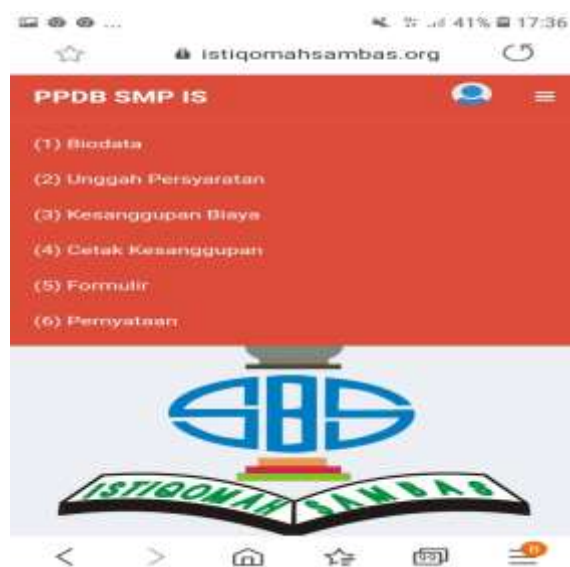 ... 41% 17:36
istiqomahsambas.org
PPDB SMP IS
(1) Biodata
(2) Unggah Persyaratan
(3) Kesanggupan Biaya
(4) Cetak Kesanggupan
(5) Formulir
(6) Pernyataan
SBS
ISTIQOMAH SAMBAS